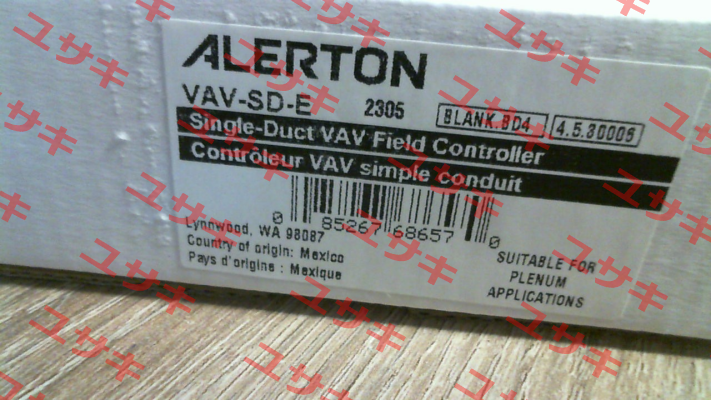 ALERTON
VAV-SD-E 2305 BLANK.BD4 4.5.30006
Single-Duct VAV Field Controller
Contrôleur VAV simple conduit
0 85267 68657 0
Lynnwood, WA 98087
Country of origin: Mexico
Pays d'origine : Mexique
SUITABLE FOR
PLENUM
APPLICATIONS
ユサキ